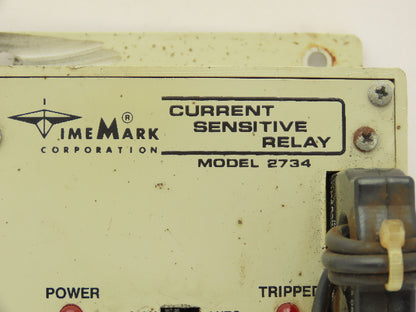 TIMEMARK®
CORPORATION
CURRENT
SENSITIVE
RELAY
MODEL 2734
POWER
TRIPPED